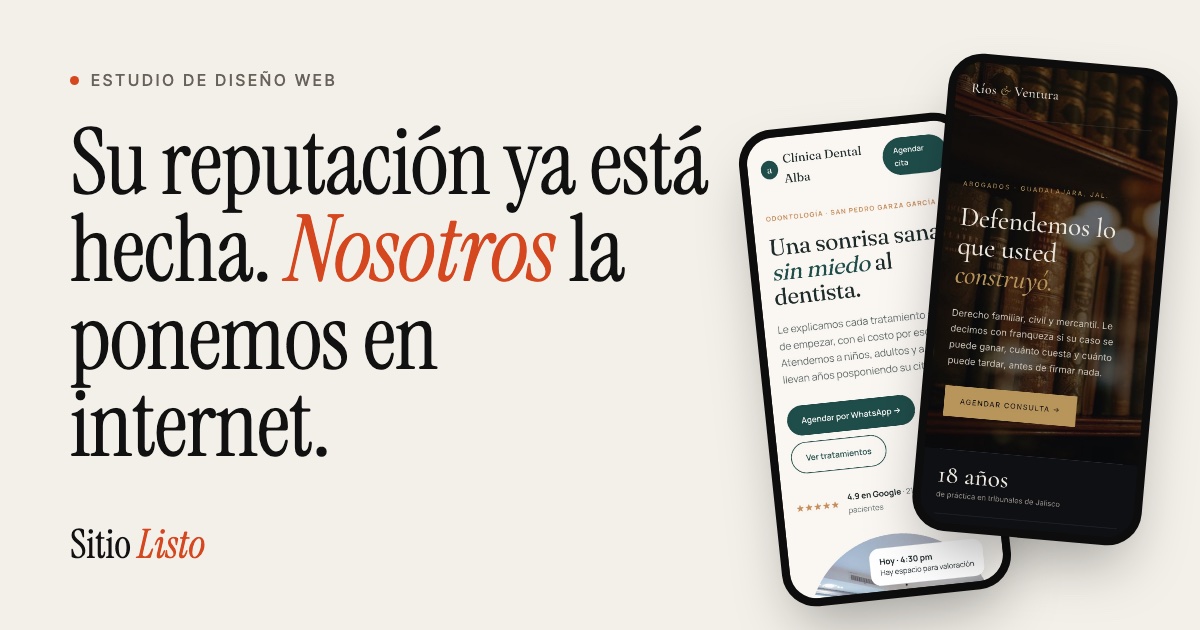 ESTUDIO DE DISEÑO WEB
Su reputación ya está
hecha. Nosotros la
ponemos en
internet.
Sitio Listo
a
Clínica Dental
Alba
Agendar
cita
ODONTOLOGÍA · SAN PEDRO GARZA GARCÍA
Una sonrisa sana,
sin miedo al
dentista.
Le explicamos cada tratamiento
de empezar, con el costo por
Atendemos a niños, adultos y
llevan años posponiendo su
Agendar por WhatsApp →
Ver tratamientos
★★★★★
4.9 en Google ·
pacientes
Hoy · 4:30 pm
Hay espacio para valoración
Ríos & Ventura
ABOGADOS · GUADALAJARA, JAL.
Defendemos lo
que usted
construyó.
Derecho familiar, civil y mercantil. Le
decimos con franqueza si su caso se
puede ganar, cuánto cuesta y cuánto
puede tardar, antes de firmar nada.
AGENDAR CONSULTA →
18 años
de práctica en tribunales de Jalisco